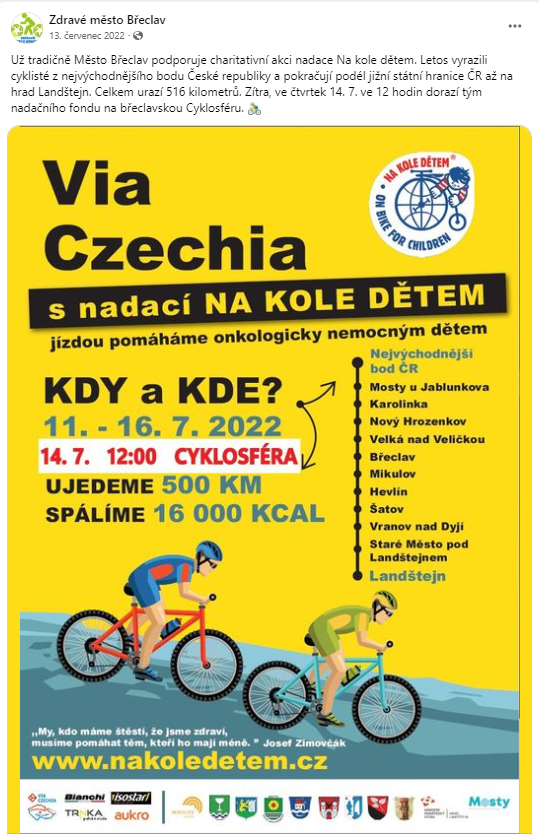 Zdravé město Břeclav
13. červenec 2022 ·
Už tradičně Město Břeclav podporuje charitativní akci nadace Na kole dětem. Letos vyrazili
cyklisté z nejvýchodnějšího bodu České republiky a pokračují podél jižní státní hranice ČR až na
hrad Landštejn. Celkem urazí 516 kilometrů. Zítra, ve čtvrtek 14. 7. ve 12 hodin dorazí tým
nadačního fondu na břeclavskou Cyklosféru.
Via
Czechia
NA KOLE DĚTEM®
ON BIKE FOR CHILDREN
s nadací NA KOLE DĚTEM
jízdou pomáháme onkologicky nemocným dětem
KDY a KDE?
11. - 16. 7. 2022
14. 7. 12:00 CYKLOSFÉRA
UJEDEME 500 KM
SPÁLÍME 16 000 KCAL
Nejvýchodnější
bod ČR
Mosty u Jablunkova
Karolinka
Nový Hrozenkov
Velká nad Veličkou
Břeclav
Mikulov
Hevlín
Šatov
Vranov nad Dyjí
Staré Město pod
Landštejnem
Landštejn
,,My, kdo máme štěstí, že jsme zdraví,
musíme pomáhat těm, kteří ho mají méně. " Josef Zimovčák
www.nakoledetem.cz
VIA CZECHIA
Bianchi
isostar
TRNKA
aukro
Mosty